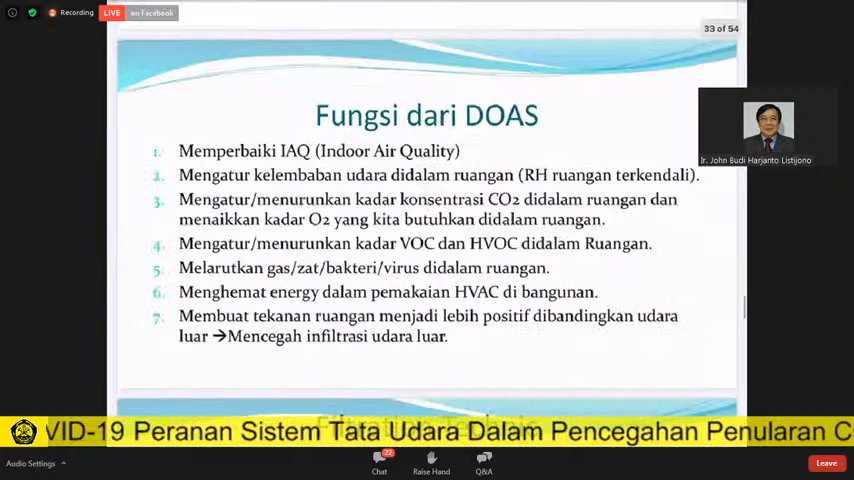 Recording
LIVE
on Facebook
33 of 54
Fungsi dari DOAS
1. Memperbaiki IAQ (Indoor Air Quality)
2. Mengatur kelembaban udara didalam ruangan (RH ruangan terkendali).
3. Mengatur/menurunkan kadar konsentrasi CO2 didalam ruangan dan
menaikkan kadar O2 yang kita butuhkan didalam ruangan.
4. Mengatur/menurunkan kadar VOC dan HVOC didalam Ruangan.
5. Melarutkan gas/zat/bakteri/virus didalam ruangan.
6. Menghemat energy dalam pemakaian HVAC di bangunan.
7. Membuat tekanan ruangan menjadi lebih positif dibandingkan udara
luar →Mencegah infiltrasi udara luar.
Ir. John Budi Harjanto Listijono
VID-19 Peranan Sistem Tata Udara Dalam Pencegahan Penularan C
Audio Settings
22
Chat
Raise Hand
Q&A
Leave